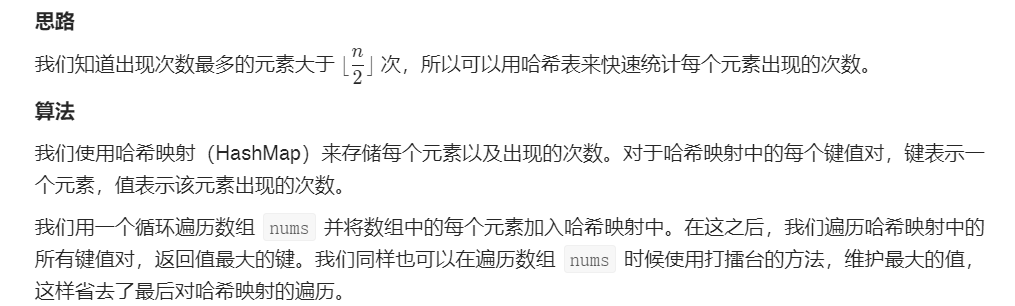 思路
我们知道出现次数最多的元素大于 ⌊n/2⌋ 次，所以可以用哈希表来快速统计每个元素出现的次数。
算法
我们使用哈希映射（HashMap）来存储每个元素以及出现的次数。对于哈希映射中的每个键值对，键表示一
个元素，值表示该元素出现的次数。
我们用一个循环遍历数组 nums 并将数组中的每个元素加入哈希映射中。在这之后，我们遍历哈希映射中的
所有键值对，返回值最大的键。我们同样也可以在遍历数组 nums 时候使用打擂台的方法，维护最大的值，
这样省去了最后对哈希映射的遍历。